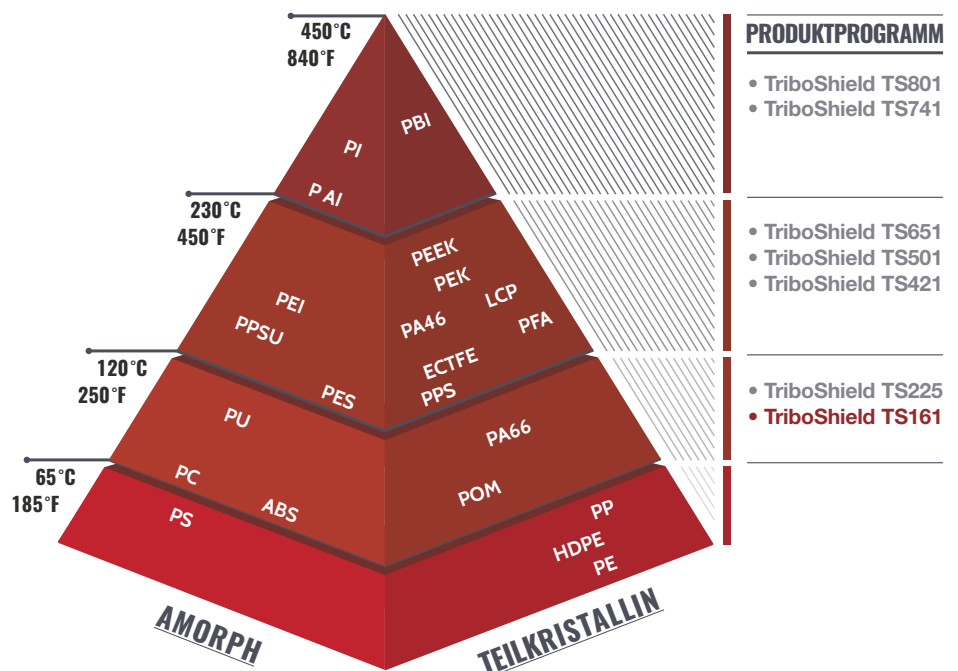 450°C
840°F
PRODUKTPROGRAMM
• TriboShield TS801
• TriboShield TS741
PBI
PI
P AI
230°C
450°F
• TriboShield TS651
• TriboShield TS501
• TriboShield TS421
PEEK
PEK
LCP
PEI
PA46
PFA
PPSU
ECTFE
PPS
PES
120°C
250°F
• TriboShield TS225
• TriboShield TS161
PU
PA66
PC
POM
ABS
65°C
185°F
PS
PP
HDPE
PE
AMORPH
TEILKRISTALLIN